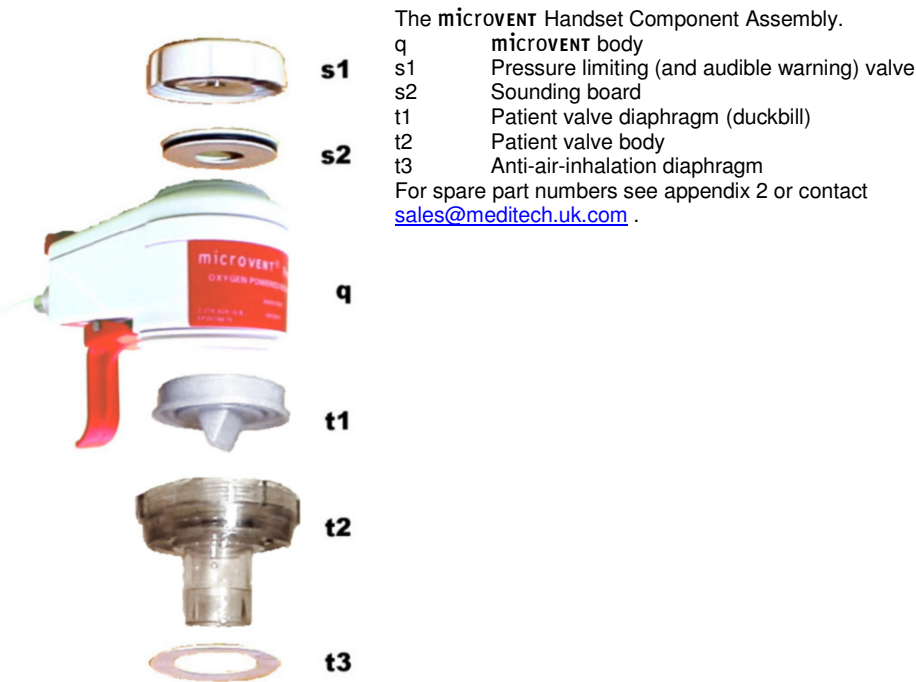 The microVENT Handset Component Assembly.
q microVENT body
s1 Pressure limiting (and audible warning) valve
s2 Sounding board
t1 Patient valve diaphragm (duckbill)
t2 Patient valve body
t3 Anti-air-inhalation diaphragm
For spare part numbers see appendix 2 or contact
sales@meditech.uk.com .
s1
s2
microVENT
OXYGEN POWERED
q
t1
t2
t3